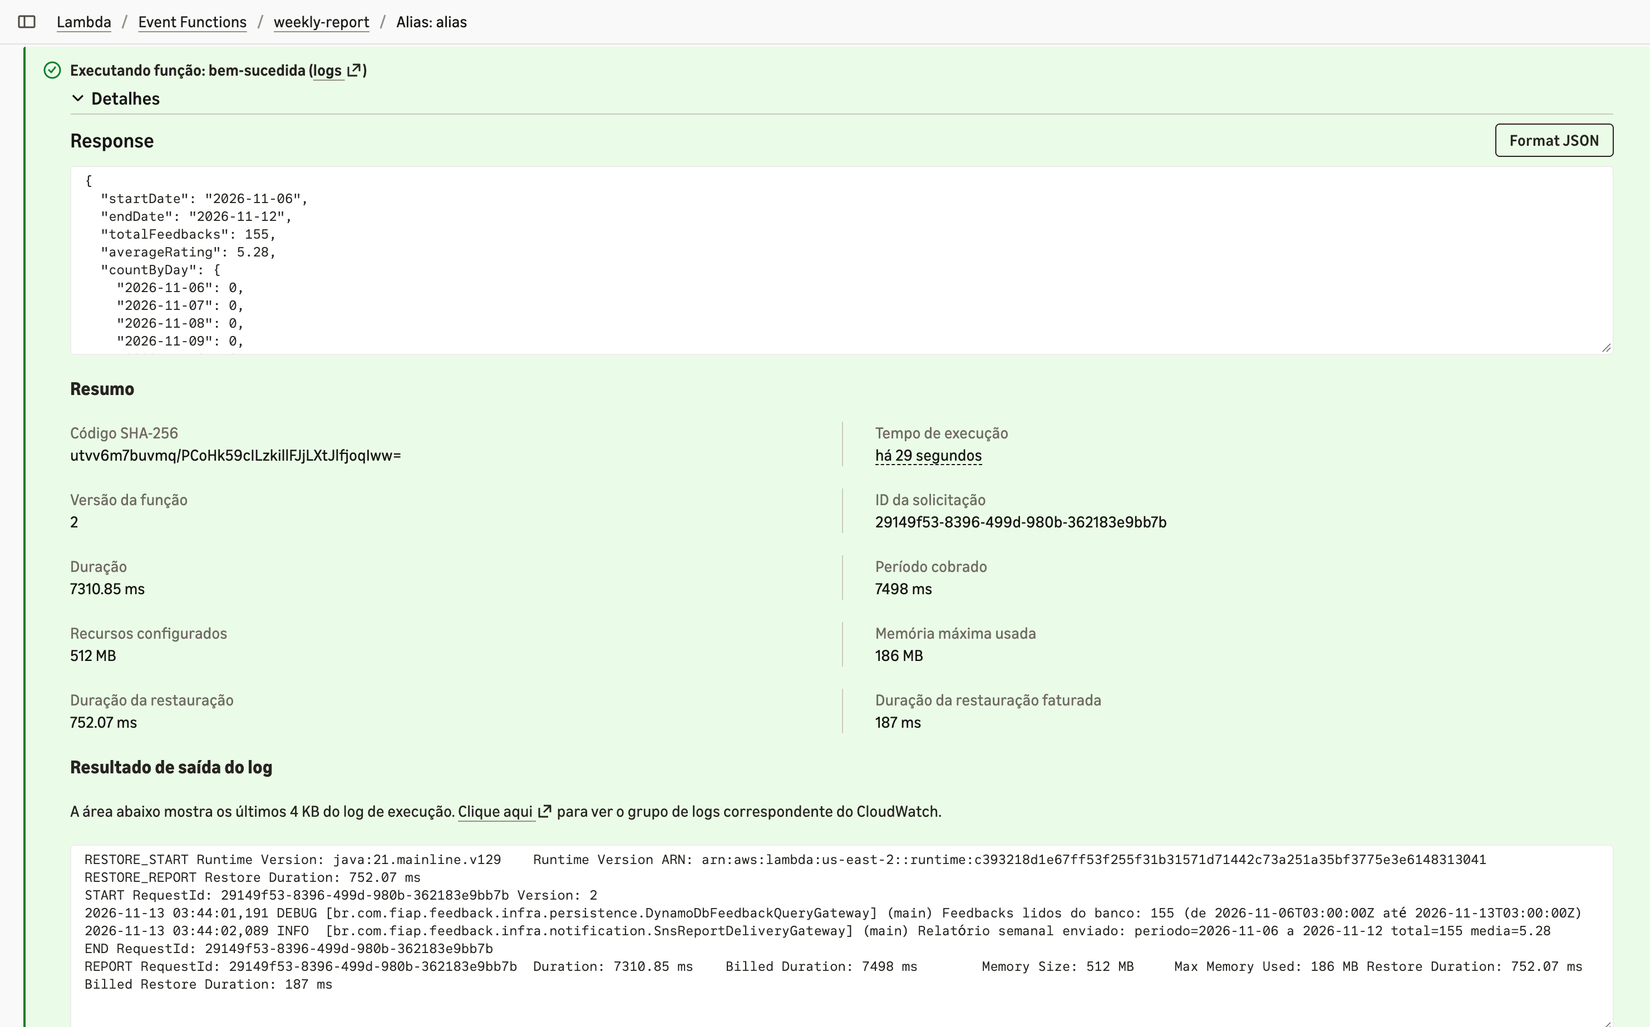 Lambda / Event Functions / weekly-report / Alias: alias
Executando função: bem-sucedida (logs)
Detalhes
Response
Format JSON
{
"startDate": "2026-11-06",
"endDate": "2026-11-12",
"totalFeedbacks": 155,
"averageRating": 5.28,
"countByDay": {
"2026-11-06": 0,
"2026-11-07": 0,
"2026-11-08": 0,
"2026-11-09": 0,
Resumo
Código SHA-256
utvv6m7buvmq/PCoHk59cILzkillFJjLXtJIfjoqIww=
Tempo de execução
há 29 segundos
Versão da função
2
ID da solicitação
29149f53-8396-499d-980b-362183e9bb7b
Duração
7310.85 ms
Período cobrado
7498 ms
Recursos configurados
512 MB
Memória máxima usada
186 MB
Duração da restauração
752.07 ms
Duração da restauração faturada
187 ms
Resultado de saída do log
A área abaixo mostra os últimos 4 KB do log de execução. Clique aqui para ver o grupo de logs correspondente do CloudWatch.
RESTORE_START Runtime Version: java:21.mainline.v129 Runtime Version ARN: arn:aws:lambda:us-east-2::runtime:c393218d1e67ff53f255f31b31571d71442c73a251a35bf3775e3e6148313041
RESTORE_REPORT Restore Duration: 752.07 ms
START RequestId: 29149f53-8396-499d-980b-362183e9bb7b Version: 2
2026-11-13 03:44:01,191 DEBUG [br.com.fiap.feedback.infra.persistence.DynamoDbFeedbackQueryGateway] (main) Feedbacks lidos do banco: 155 (de 2026-11-06T03:00:00Z até 2026-11-13T03:00:00Z)
2026-11-13 03:44:02,089 INFO [br.com.fiap.feedback.infra.notification.SnsReportDeliveryGateway] (main) Relatório semanal enviado: periodo=2026-11-06 a 2026-11-12 total=155 media=5.28
END RequestId: 29149f53-8396-499d-980b-362183e9bb7b
REPORT RequestId: 29149f53-8396-499d-980b-362183e9bb7b Duration: 7310.85 ms Billed Duration: 7498 ms Memory Size: 512 MB Max Memory Used: 186 MB Restore Duration: 752.07 ms
Billed Restore Duration: 187 ms